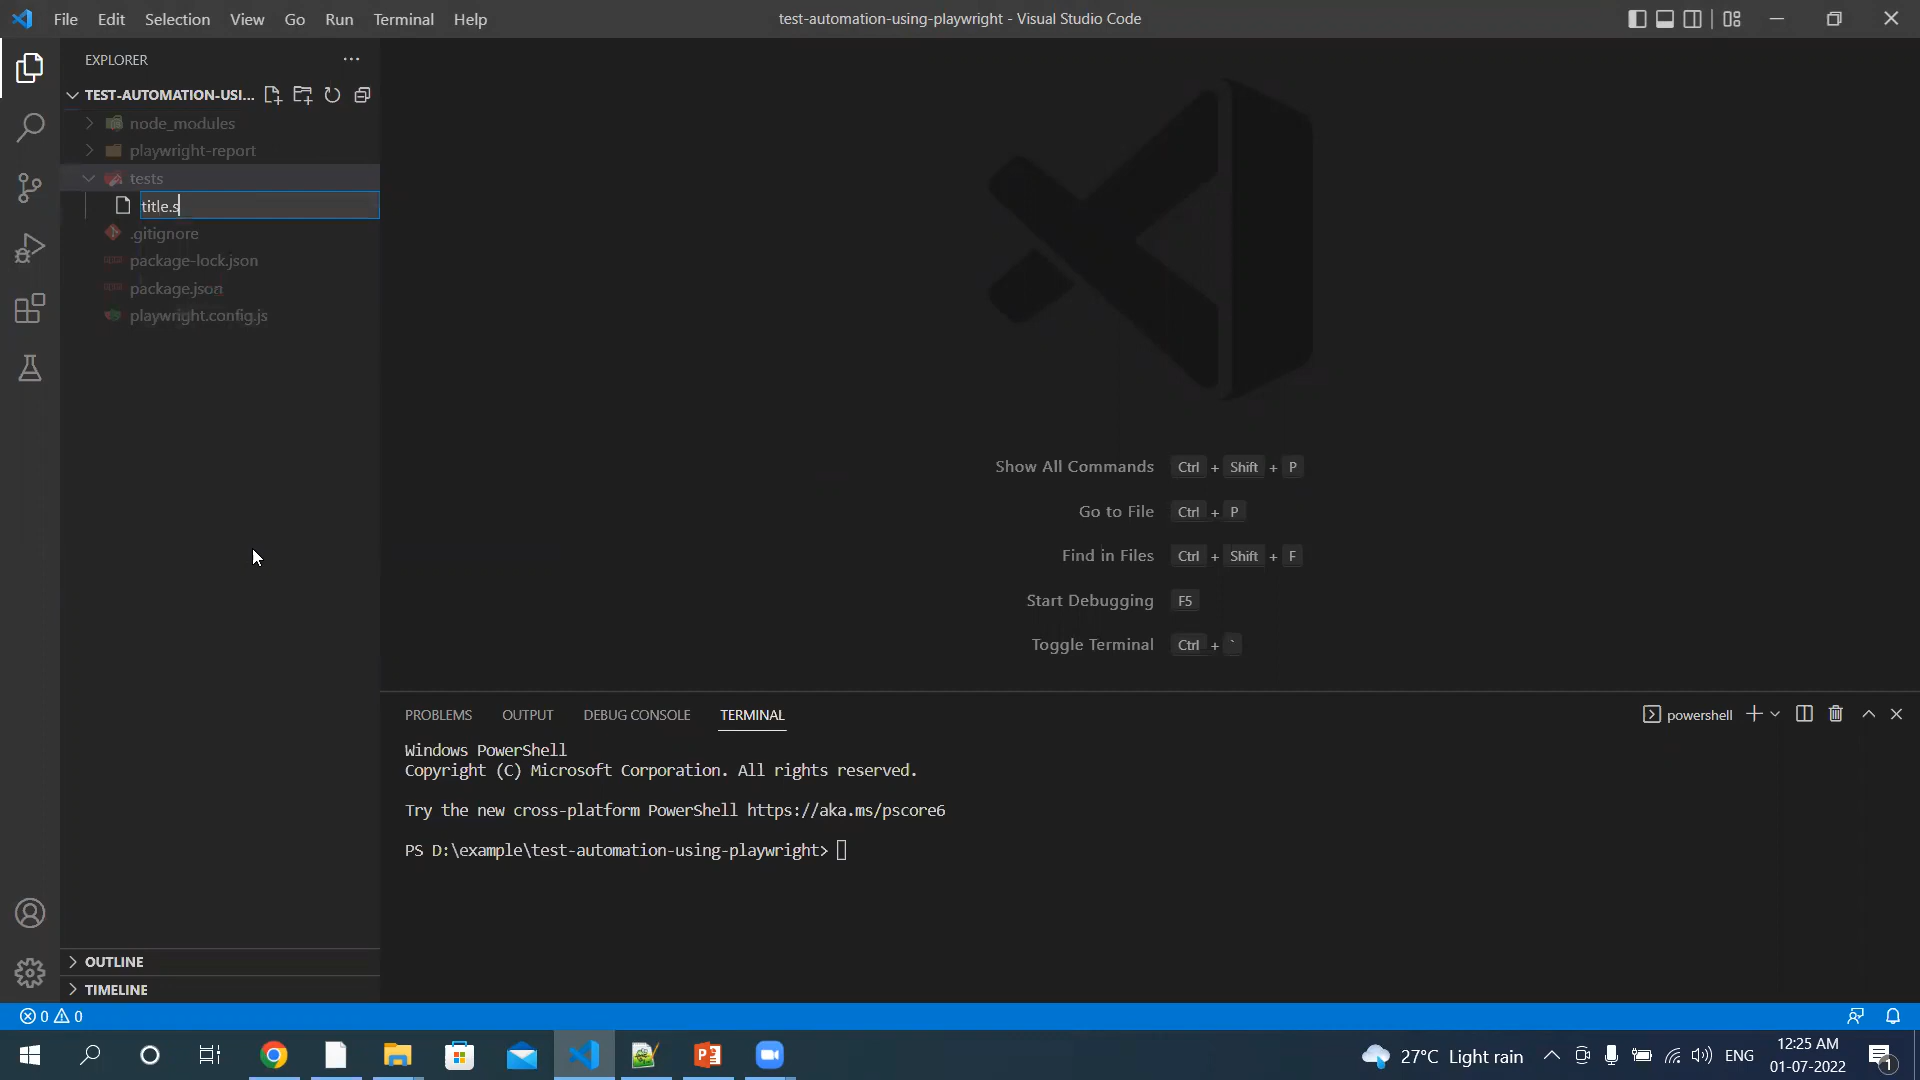 File Edit Selection View Go Run Terminal Help
test-automation-using-playwright - Visual Studio Code
EXPLORER
TEST-AUTOMATION-USI...
node_modules
playwright-report
tests
title.s
.gitignore
package-lock.json
package.json
playwright.config.js
Show All Commands Ctrl + Shift + P
Go to File Ctrl + P
Find in Files Ctrl + Shift + F
Start Debugging F5
Toggle Terminal Ctrl + `
PROBLEMS OUTPUT DEBUG CONSOLE TERMINAL
powershell
Windows PowerShell
Copyright (C) Microsoft Corporation. All rights reserved.
Try the new cross-platform PowerShell https://aka.ms/pscore6
PS D:\example\test-automation-using-playwright>
OUTLINE
TIMELINE
0 0
27°C Light rain
ENG
12:25 AM
01-07-2022
1